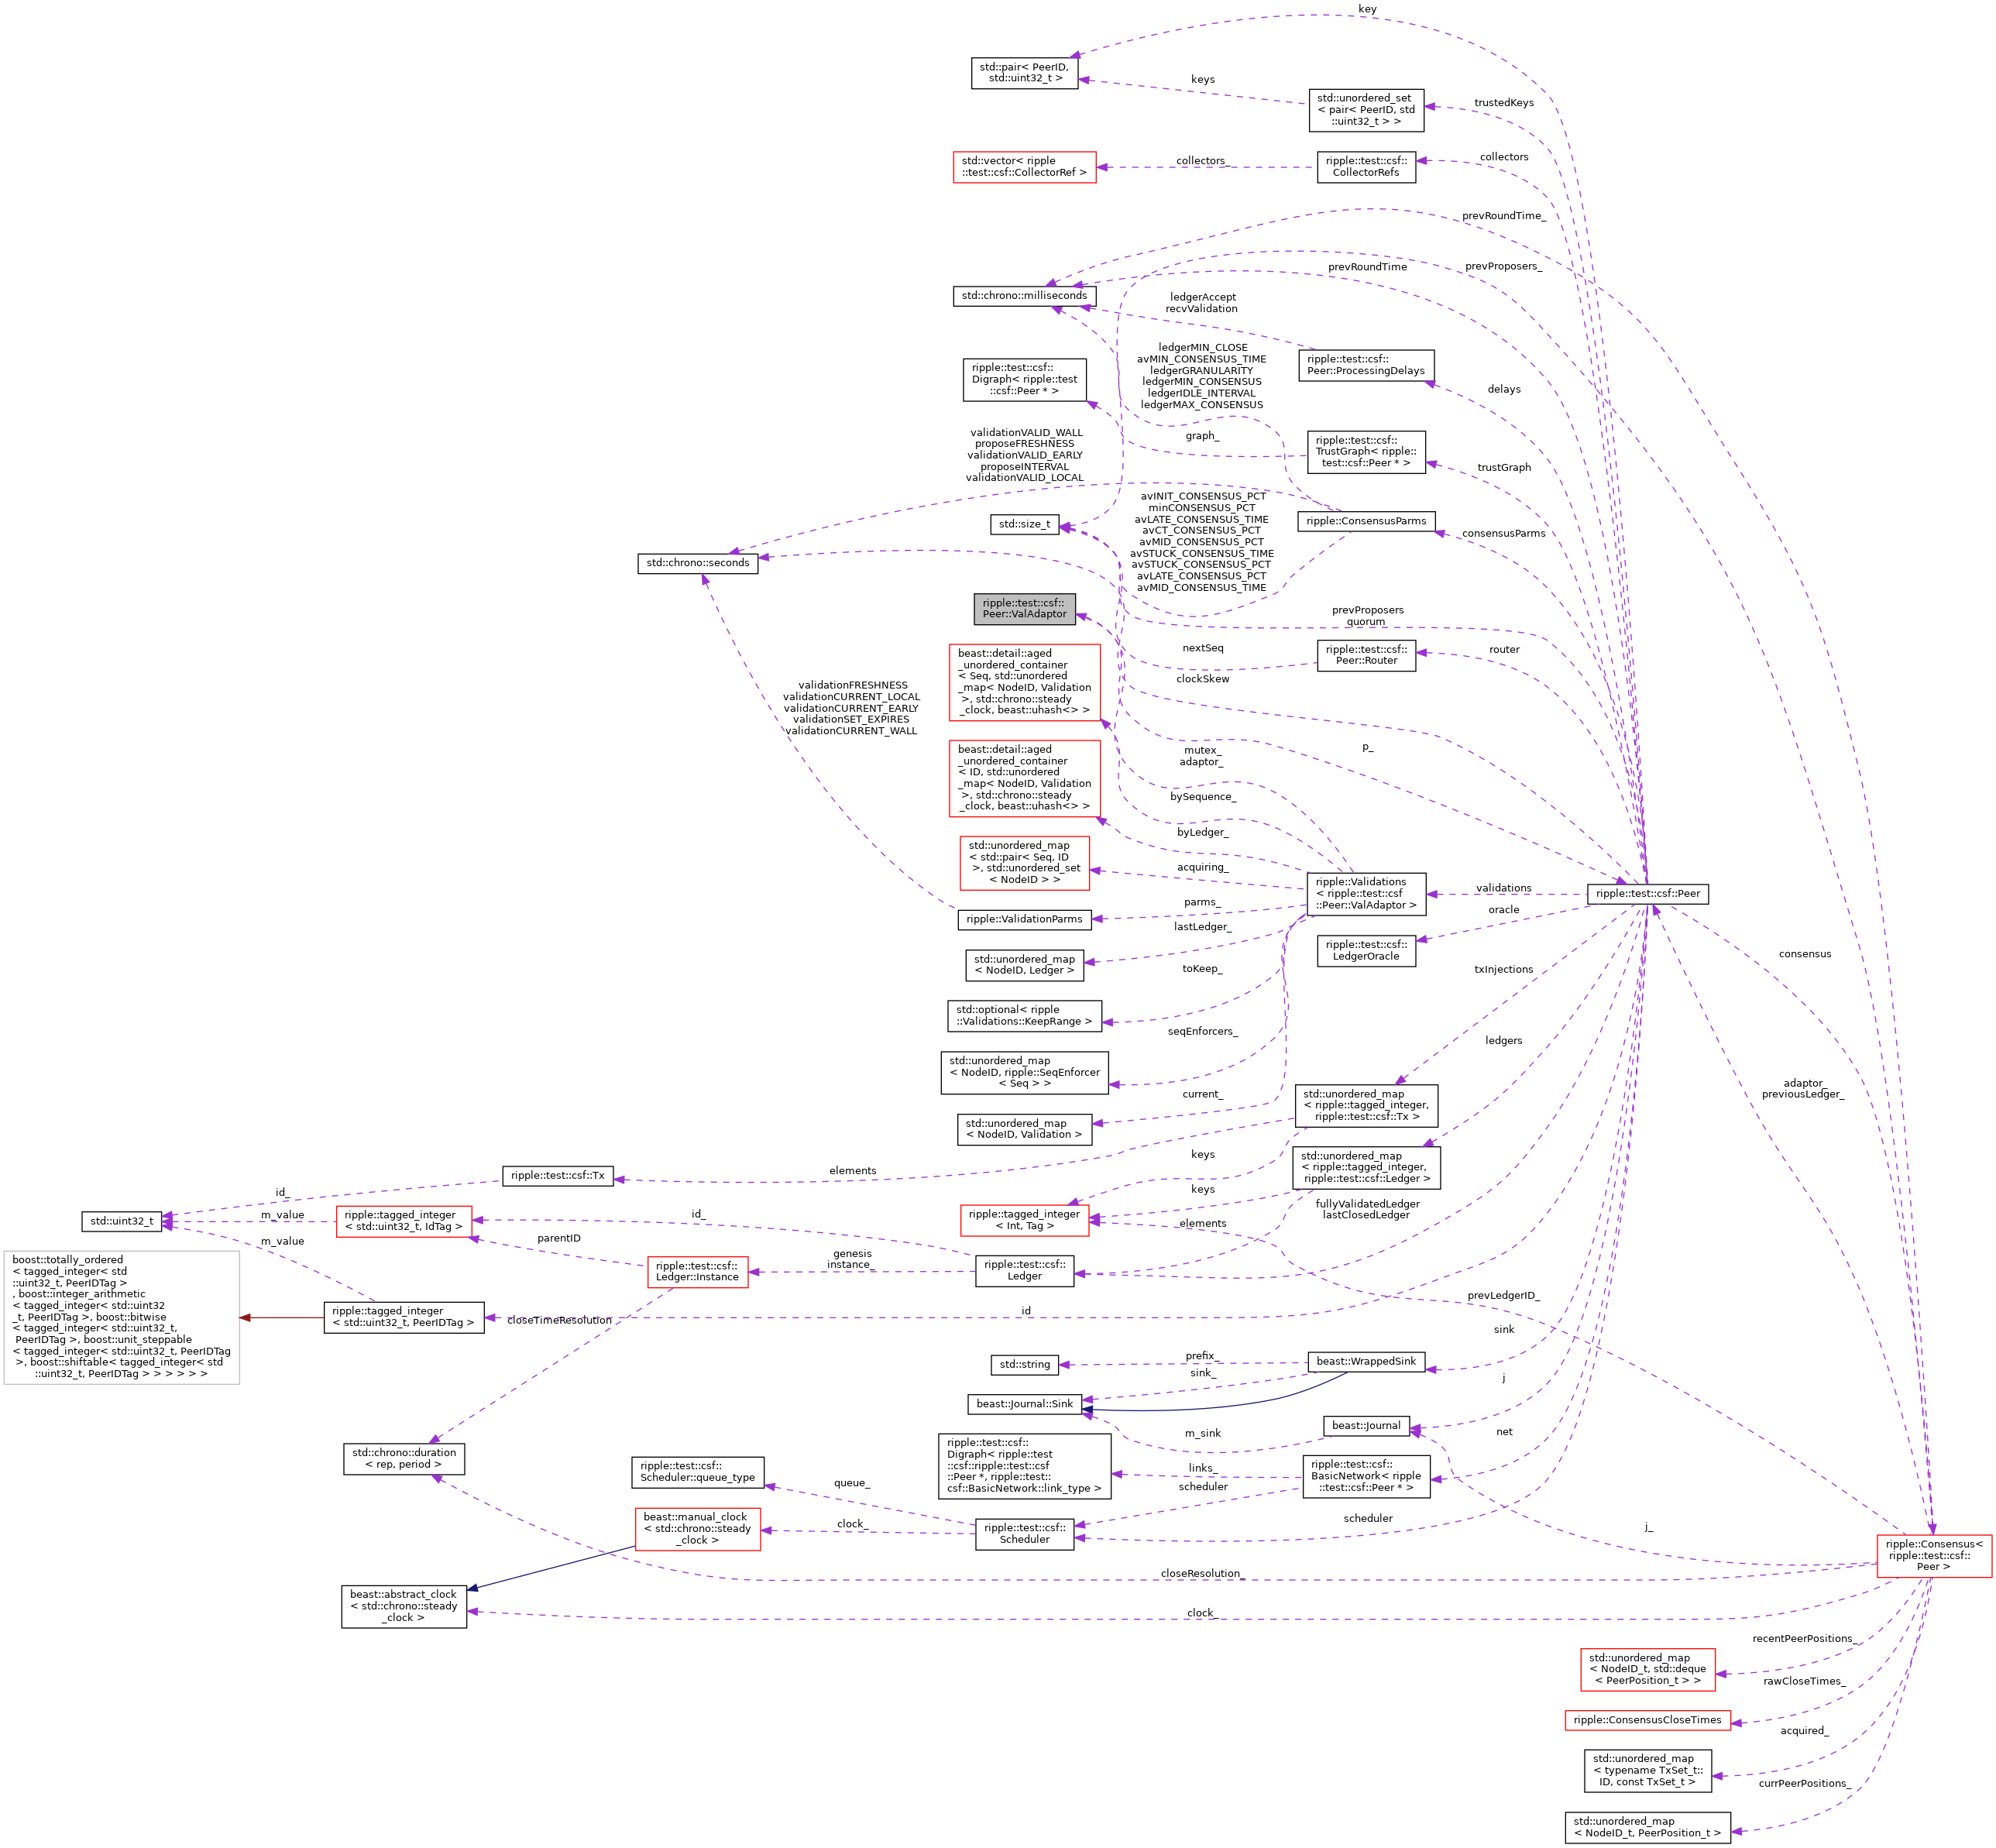 key
std::pair< PeerID,
std::uint32_t >
keys
std::unordered_set
< pair< PeerID, std
::uint32_t > >
trustedKeys
std::vector< ripple
::test::csf::CollectorRef >
collectors_
ripple::test::csf::
CollectorRefs
collectors
prevRoundTime_
prevRoundTime
prevProposers_
std::chrono::milliseconds
ledgerAccept
recvValidation
ripple::test::csf::
Peer::ProcessingDelays
delays
ledgerMIN_CLOSE
avMIN_CONSENSUS_TIME
ledgerGRANULARITY
ledgerMIN_CONSENSUS
ledgerIDLE_INTERVAL
ledgerMAX_CONSENSUS
ripple::test::csf::
Digraph< ripple::test
::csf::Peer * >
graph_
ripple::test::csf::
TrustGraph< ripple::
test::csf::Peer * >
trustGraph
validationVALID_WALL
proposeFRESHNESS
validationVALID_EARLY
proposeINTERVAL
validationVALID_LOCAL
std::size_t
avINIT_CONSENSUS_PCT
minCONSENSUS_PCT
avLATE_CONSENSUS_TIME
avCT_CONSENSUS_PCT
avMID_CONSENSUS_PCT
avSTUCK_CONSENSUS_TIME
avSTUCK_CONSENSUS_PCT
avLATE_CONSENSUS_PCT
avMID_CONSENSUS_TIME
ripple::ConsensusParms
consensusParms
std::chrono::seconds
ripple::test::csf::
Peer::ValAdaptor
prevProposers
quorum
nextSeq
ripple::test::csf::
Peer::Router
router
clockSkew
beast::detail::aged
_unordered_container
< Seq, std::unordered
_map< NodeID, Validation
>, std::chrono::steady
_clock, beast::uhash<> >
validationFRESHNESS
validationCURRENT_LOCAL
validationCURRENT_EARLY
validationSET_EXPIRES
validationCURRENT_WALL
p_
mutex_
adaptor_
beast::detail::aged
_unordered_container
< ID, std::unordered
_map< NodeID, Validation
>, std::chrono::steady
_clock, beast::uhash<> >
bySequence_
byLedger_
std::unordered_map
< std::pair< Seq, ID
>, std::unordered_set
< NodeID > >
acquiring_
ripple::Validations
< ripple::test::csf
::Peer::ValAdaptor >
validations
ripple::test::csf::Peer
parms_
ripple::ValidationParms
oracle
lastLedger_
std::unordered_map
< NodeID, Ledger >
ripple::test::csf::
LedgerOracle
consensus
toKeep_
txInjections
std::optional< ripple
::Validations::KeepRange >
seqEnforcers_
ledgers
std::unordered_map
< NodeID, ripple::SeqEnforcer
< Seq > >
current_
std::unordered_map
< ripple::tagged_integer,
ripple::test::csf::Tx >
adaptor_
previousLedger_
std::unordered_map
< NodeID, Validation >
keys
std::unordered_map
< ripple::tagged_integer,
ripple::test::csf::Ledger >
ripple::test::csf::Tx
elements
keys
id_
std::uint32_t
m_value
ripple::tagged_integer
< std::uint32_t, IdTag >
id_
ripple::tagged_integer
< Int, Tag >
elements
fullyValidatedLedger
lastClosedLedger
m_value
parentID
ripple::test::csf::
Ledger::Instance
genesis
instance_
ripple::test::csf::
Ledger
boost::totally_ordered
< tagged_integer< std
::uint32_t, PeerIDTag >
, boost::integer_arithmetic
< tagged_integer< std::uint32
_t, PeerIDTag >, boost::bitwise
< tagged_integer< std::uint32_t,
PeerIDTag >, boost::unit_steppable
< tagged_integer< std::uint32_t, PeerIDTag
>, boost::shiftable< tagged_integer< std
::uint32_t, PeerIDTag > > > > > >
ripple::tagged_integer
< std::uint32_t, PeerIDTag >
closeTimeResolution
id
prevLedgerID_
sink
std::string
prefix_
sink_
beast::WrappedSink
beast::Journal::Sink
j
m_sink
beast::Journal
std::chrono::duration
< rep, period >
ripple::test::csf::
Scheduler::queue_type
ripple::test::csf::
Digraph< ripple::test
::csf::ripple::test::csf
::Peer *, ripple::test::
csf::BasicNetwork::link_type >
links_
scheduler
ripple::test::csf::
BasicNetwork< ripple
::test::csf::Peer * >
net
queue_
beast::manual_clock
< std::chrono::steady
_clock >
clock_
ripple::test::csf::
Scheduler
scheduler
j_
ripple::Consensus<
ripple::test::csf::
Peer >
closeResolution_
beast::abstract_clock
< std::chrono::steady
_clock >
clock_
recentPeerPositions_
std::unordered_map
< NodeID_t, std::deque
< PeerPosition_t > >
rawCloseTimes_
ripple::ConsensusCloseTimes
acquired_
std::unordered_map
< typename TxSet_t::
ID, const TxSet_t >
currPeerPositions_
std::unordered_map
< NodeID_t, PeerPosition_t >